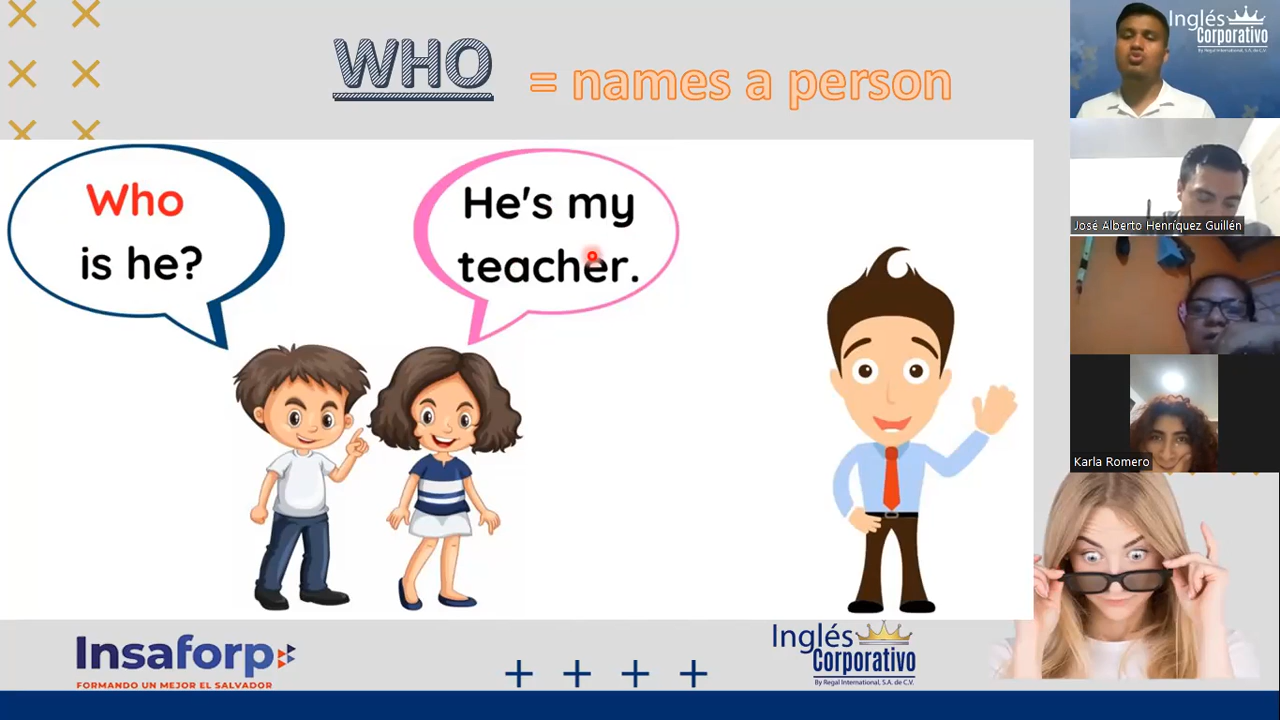 WHO = names a person
Who
is he?
He's my
teacher.
Inglés
Corporativo
By Regal International, S.A. de C.V.
José Alberto Henríquez Guillén
Karla Romero
Insaforp
FORMANDO UN MEJOR EL SALVADOR
Inglés
Corporativo
By Regal International, S.A. de C.V.